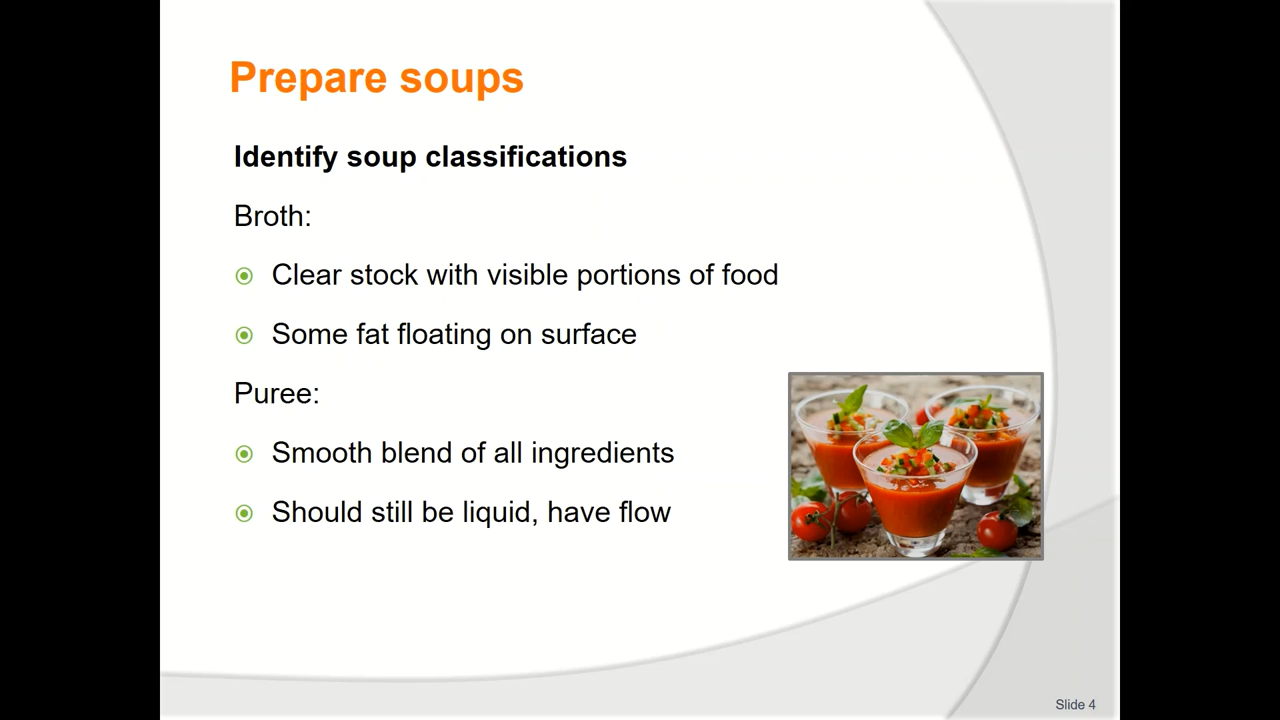 Prepare soups
Identify soup classifications
Broth:
Clear stock with visible portions of food
Some fat floating on surface
Puree:
Smooth blend of all ingredients
Should still be liquid, have flow
Slide 4